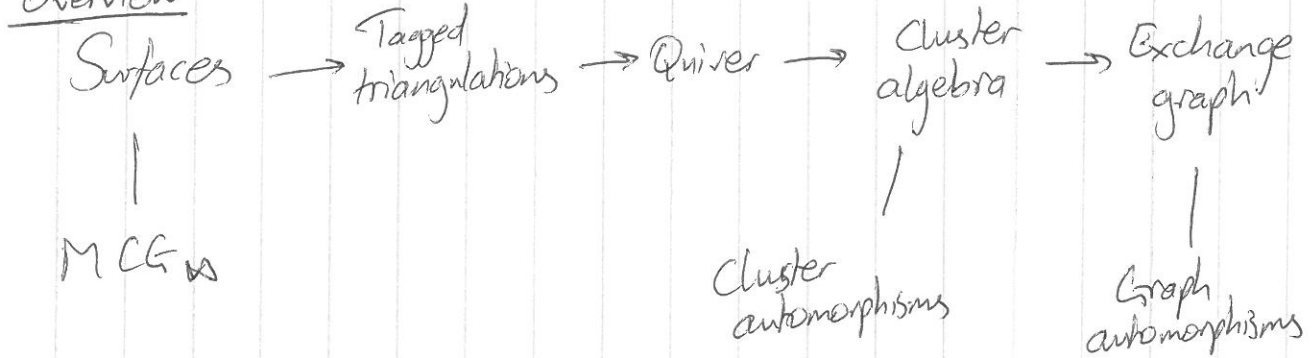 Overview
Surfaces → Tagged triangulations → Quiver → Cluster algebra → Exchange graph
MCG⋈
Cluster automorphisms
Graph automorphisms